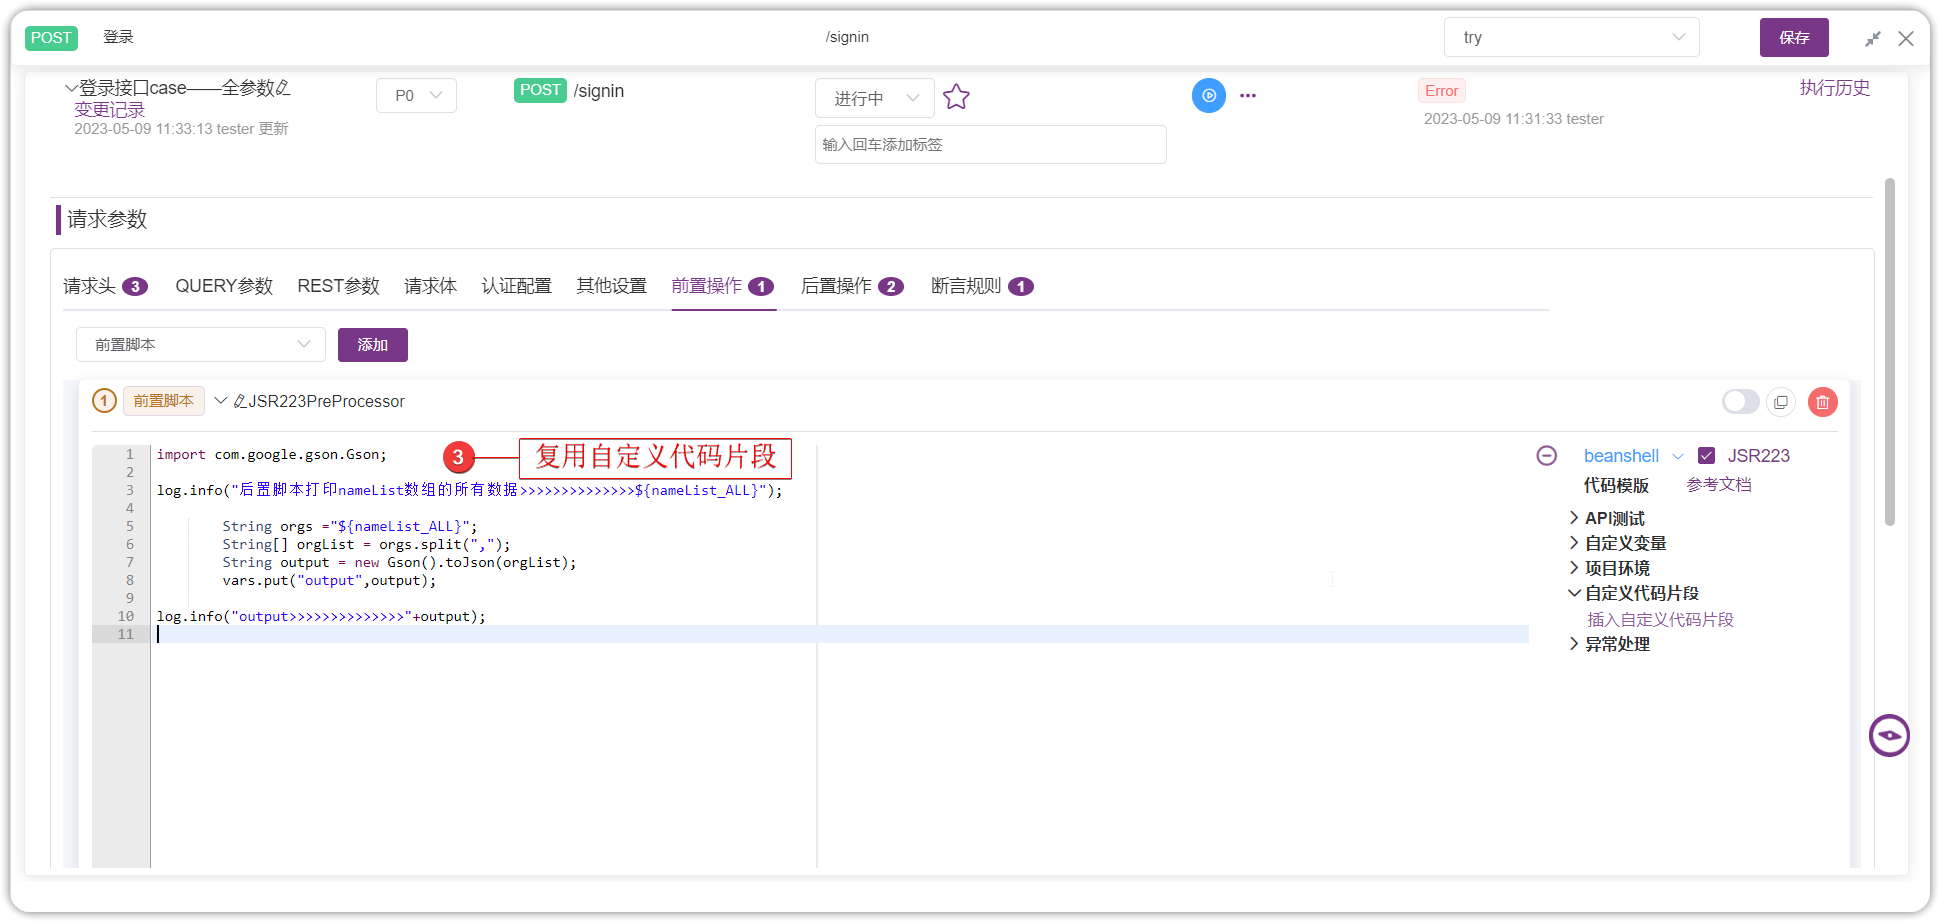 POST 登录 /signin try 保存
登录接口case——全参数 P0 POST /signin 进行中 Error 执行历史
变更记录
2023-05-09 11:33:13 tester 更新 2023-05-09 11:31:33 tester
输入回车添加标签
请求参数
请求头 3 QUERY参数 REST参数 请求体 认证配置 其他设置 前置操作 1 后置操作 2 断言规则 1
前置脚本 添加
1 前置脚本 JSR223PreProcessor
3 复用自定义代码片段
1 import com.google.gson.Gson;
2
3 log.info("后置脚本打印nameList数组的所有数据>>>>>>>>>>>>>>${nameList_ALL}");
4
5 String orgs ="${nameList_ALL}";
6 String[] orgList = orgs.split(",");
7 String output = new Gson().toJson(orgList);
8 vars.put("output",output);
9
10 log.info("output>>>>>>>>>>>>>>"+output);
11
beanshell JSR223
代码模版 参考文档
API测试
自定义变量
项目环境
自定义代码片段
插入自定义代码片段
异常处理